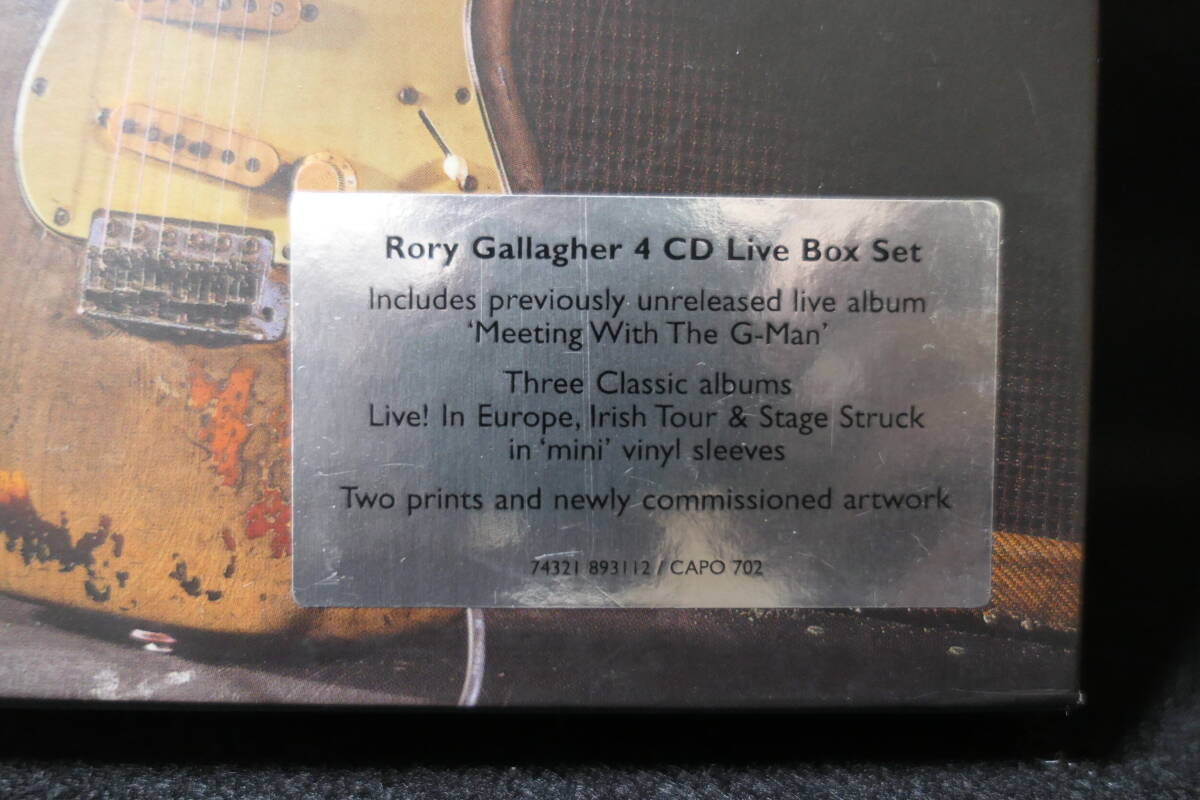 Rory Gallagher 4 CD Live Box Set
Includes previously unreleased live album
‘Meeting With The G-Man’
Three Classic albums
Live! In Europe, Irish Tour & Stage Struck
in ‘mini’ vinyl sleeves
Two prints and newly commissioned artwork
74321 893112 / CAPO 702